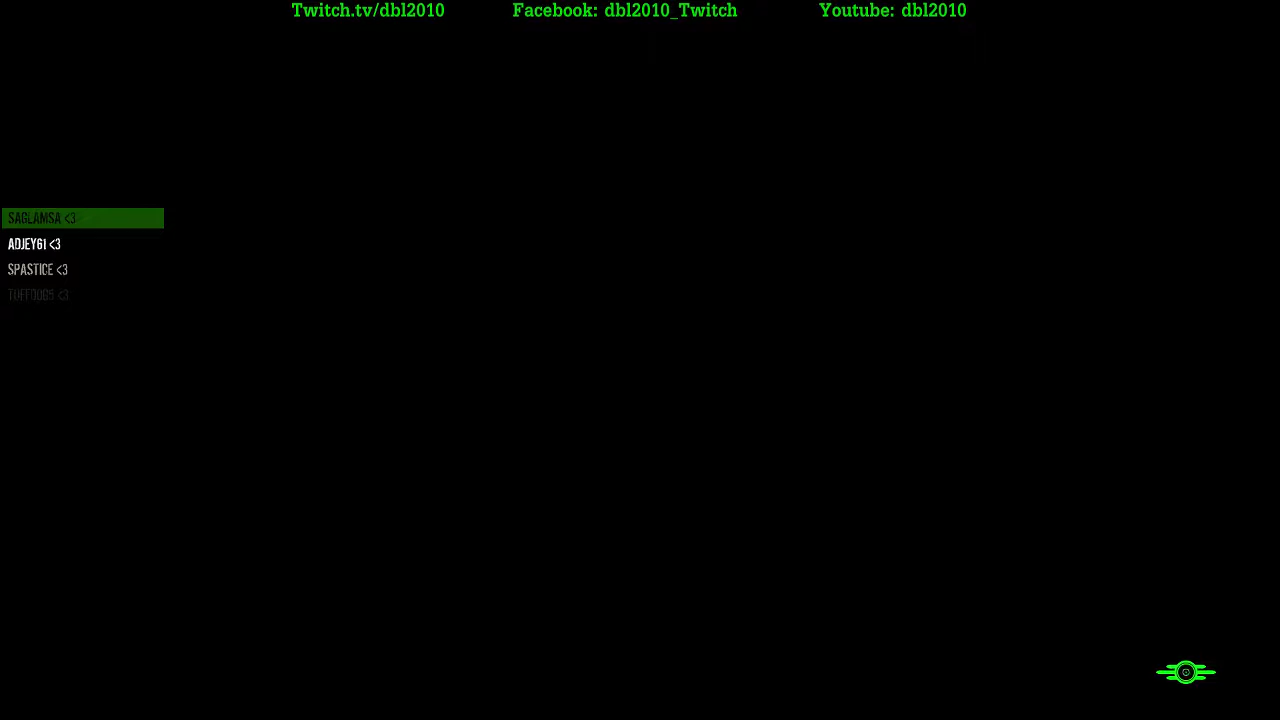 Twitch.tv/dbl2010 Facebook: dbl2010_Twitch Youtube: dbl2010
SAGLAMSA <3
ADJEY61 <3
SPASTICE <3